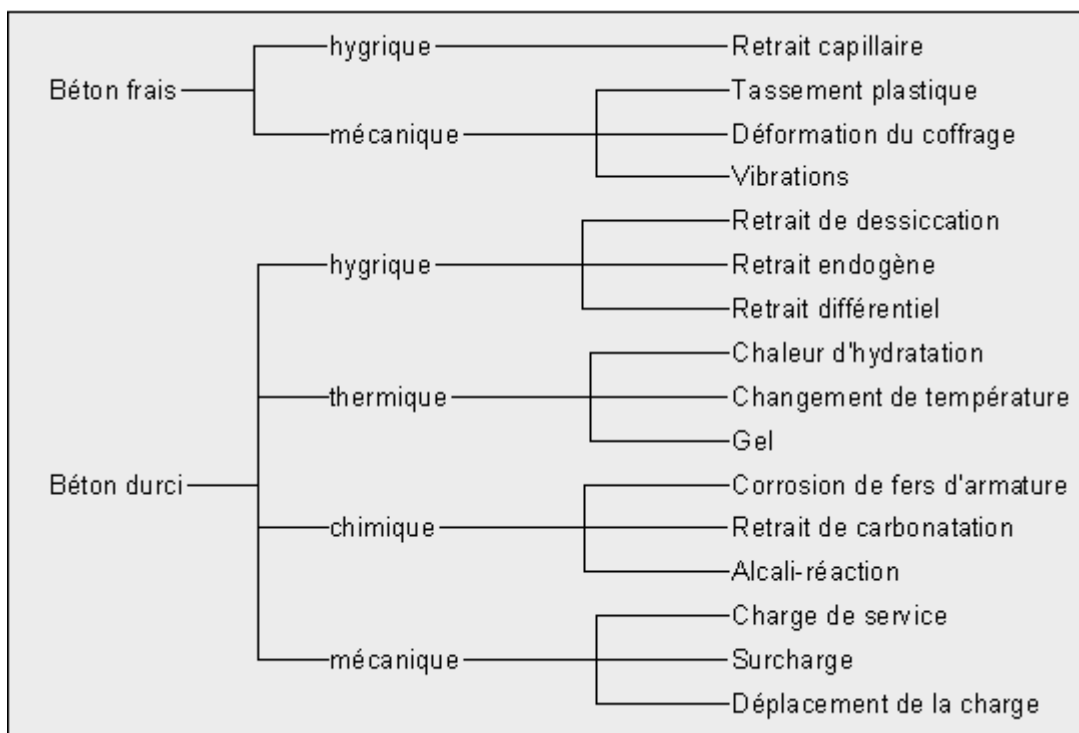 hygrique Retrait capillaire
Béton frais Tassement plastique
mécanique Déformation du coffrage
Vibrations
Retrait de dessiccation
hygrique Retrait endogène
Retrait différentiel
Chaleur d'hydratation
thermique Changement de température
Gel
Béton durci Corrosion de fers d'armature
chimique Retrait de carbonatation
Alcali-réaction
Charge de service
mécanique Surcharge
Déplacement de la charge